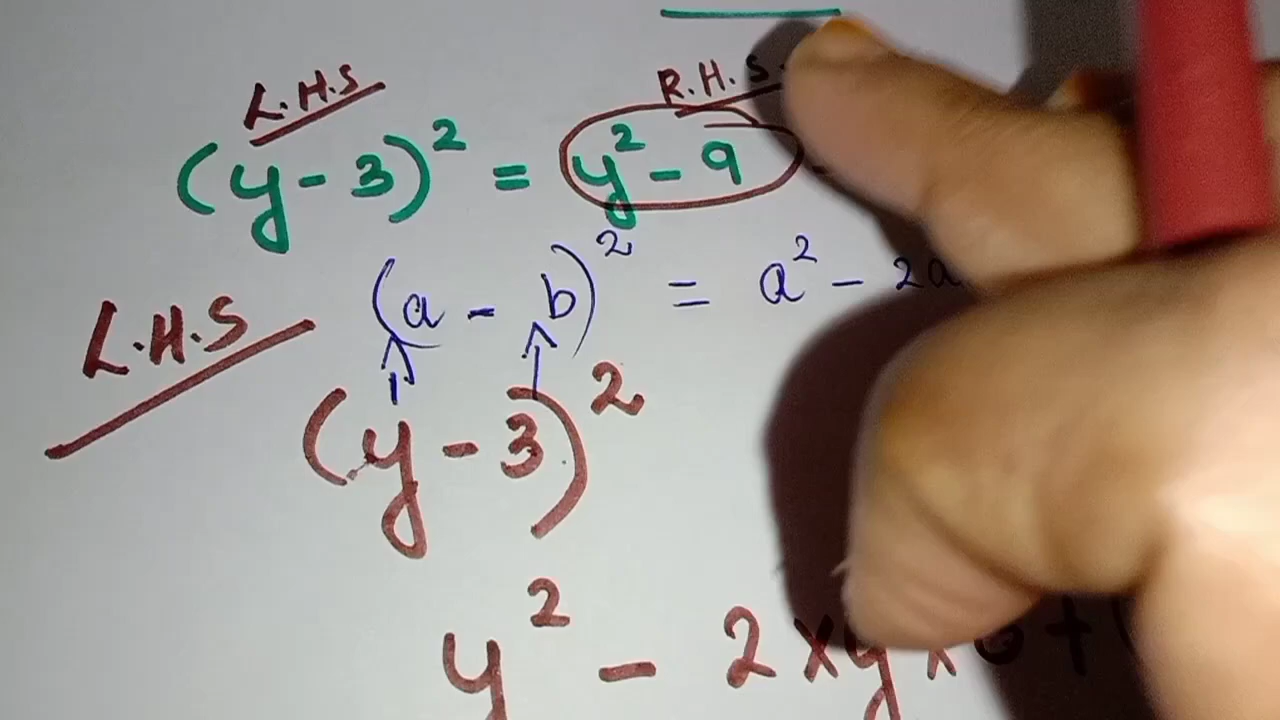 L.H.S R.H.S.
(y - 3)² = y² - 9
(a - b)² = a² - 2a
L.H.S
(y - 3)²
y² - 2 × y × + (